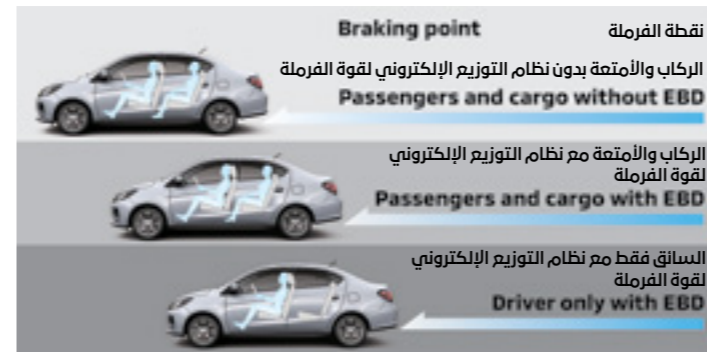 Braking point
نقطة الفرملة
الركاب والأمتعة بدون نظام التوزيع الإلكتروني لقوة الفرملة
Passengers and cargo without EBD
الركاب والأمتعة مع نظام التوزيع الإلكتروني
لقوة الفرملة
Passengers and cargo with EBD
السائق فقط مع نظام التوزيع الإلكتروني
لقوة الفرملة
Driver only with EBD